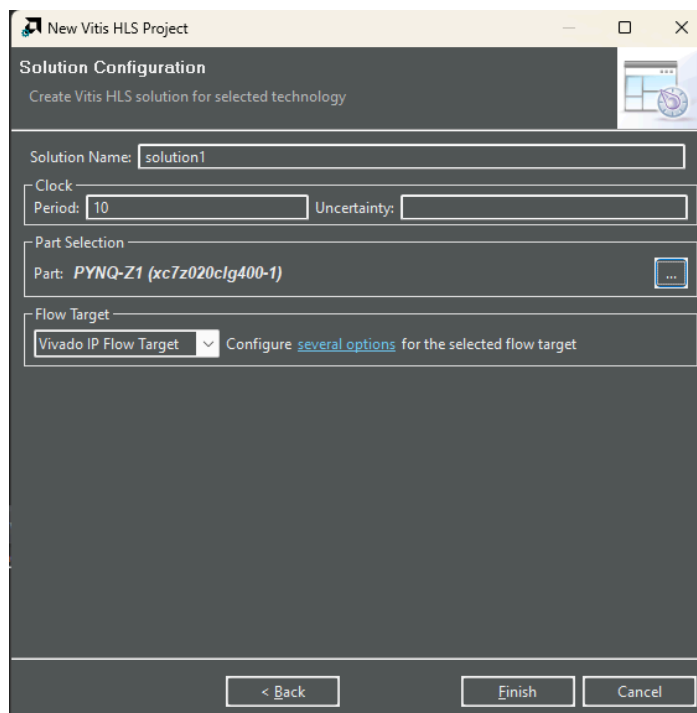 New Vitis HLS Project
Solution Configuration
Create Vitis HLS solution for selected technology
Solution Name: solution1
Clock
Period: 10 Uncertainty:
Part Selection
Part: PYNQ-Z1 (xc7z020clg400-1)
...
Flow Target
Vivado IP Flow Target Configure several options for the selected flow target
< Back Finish Cancel